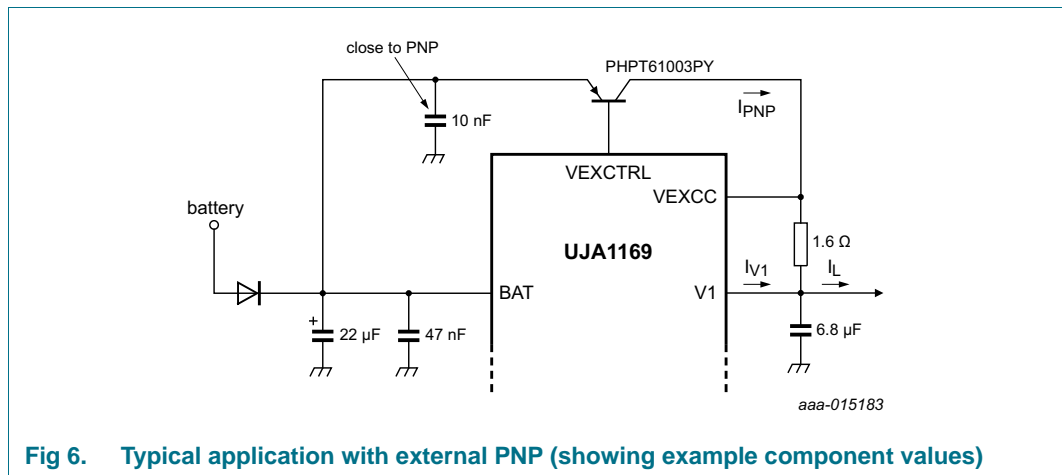 close to PNP
PHPT61003PY
I_PNP
10 nF
VEXCTRL
VEXCC
battery
1.6 Ω
UJA1169
I_V1
I_L
BAT
V1
+
22 µF
47 nF
6.8 µF
aaa-015183
Fig 6. Typical application with external PNP (showing example component values)